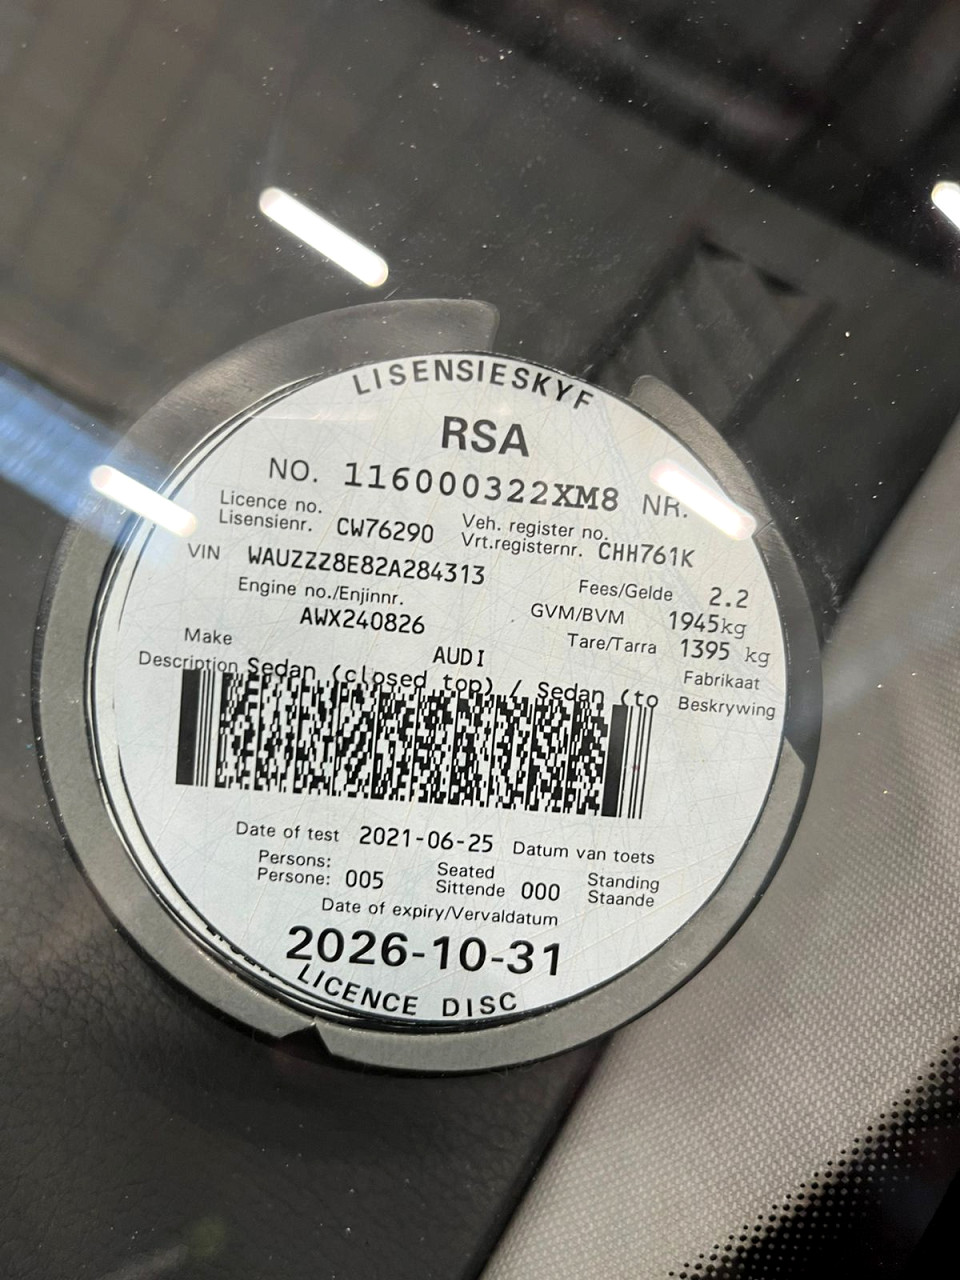 LISENSIESKYF
RSA
NO. 116000322XM8 NR.
Licence no.
Lisensienr. CW76290 Veh. register no.
Vrt.registernr. CHH761K
VIN WAUZZZ8E82A284313
Fees/Gelde 2.2
Engine no./Enjinnr.
GVM/BVM 1945kg
AWX240826
Tare/Tarra 1395 kg
Make AUDI Fabrikaat
Description Sedan (closed top) / Sedan (to Beskrywing
Date of test 2021-06-25 Datum van toets
Persons:
Persone: 005 Seated
Sittende 000 Standing
Staande
Date of expiry/Vervaldatum
2026-10-31
LICENCE DISC